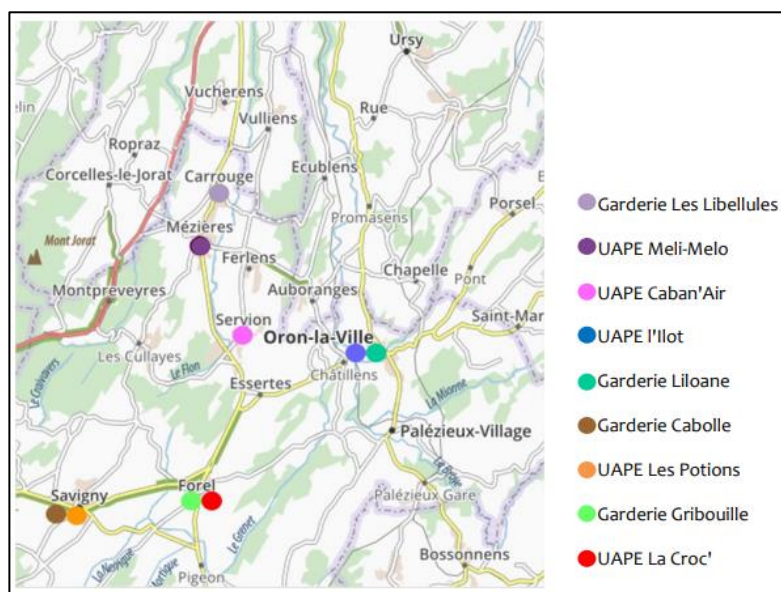 Ursy
Vucherens
Rue
Vulliens
Ropraz
Corcelles-le-Jorat
Ecublens
Carrouge
Promasens
Porsel
Mézières
Mont Jorat
Ferlens
Pont
Chapelle
Montpreveyres
Auboranges
Servion
Saint-Mar
Oron-la-Ville
Les Cullayes
Le Flon
Châtillens
Essertes
La Mionne
Palézieux-Village
Savigny
Forel
Palézieux Gare
Le Grenet
Bossonnens
Pigeon
Garderie Les Libellules
UAPE Meli-Melo
UAPE Caban'Air
UAPE l'Ilot
Garderie Liloane
Garderie Cabolle
UAPE Les Potions
Garderie Gribouille
UAPE La Croc'